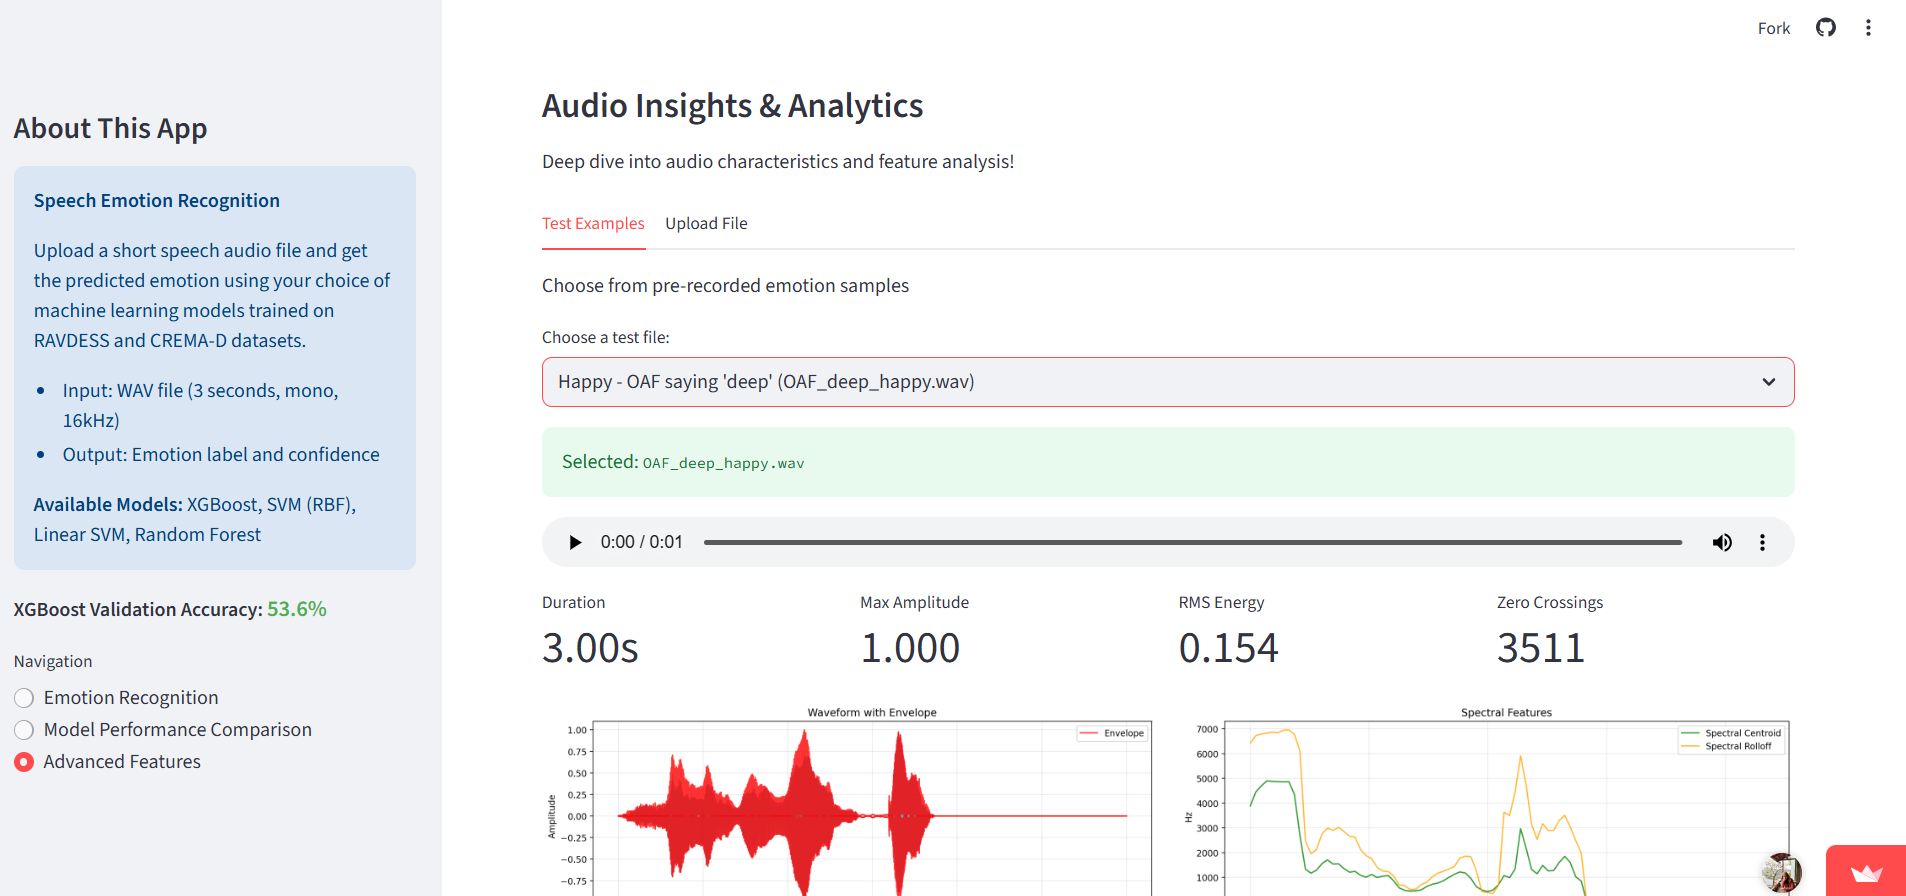 Fork
About This App
Speech Emotion Recognition
Upload a short speech audio file and get
the predicted emotion using your choice of
machine learning models trained on
RAVDESS and CREMA-D datasets.
Input: WAV file (3 seconds, mono,
16kHz)
Output: Emotion label and confidence
Available Models: XGBoost, SVM (RBF),
Linear SVM, Random Forest
XGBoost Validation Accuracy: 53.6%
Navigation
Emotion Recognition
Model Performance Comparison
Advanced Features
Audio Insights & Analytics
Deep dive into audio characteristics and feature analysis!
Test Examples Upload File
Choose from pre-recorded emotion samples
Choose a test file:
Happy - OAF saying 'deep' (OAF_deep_happy.wav)
Selected: OAF_deep_happy.wav
0:00 / 0:01
Duration Max Amplitude RMS Energy Zero Crossings
3.00s 1.000 0.154 3511
Waveform with Envelope
Envelope
1.00
0.75
0.50
0.25
0.00
−0.25
−0.50
−0.75
Amplitude
Spectral Features
Spectral Centroid
Spectral Rolloff
7000
6000
5000
4000
3000
2000
1000
Hz